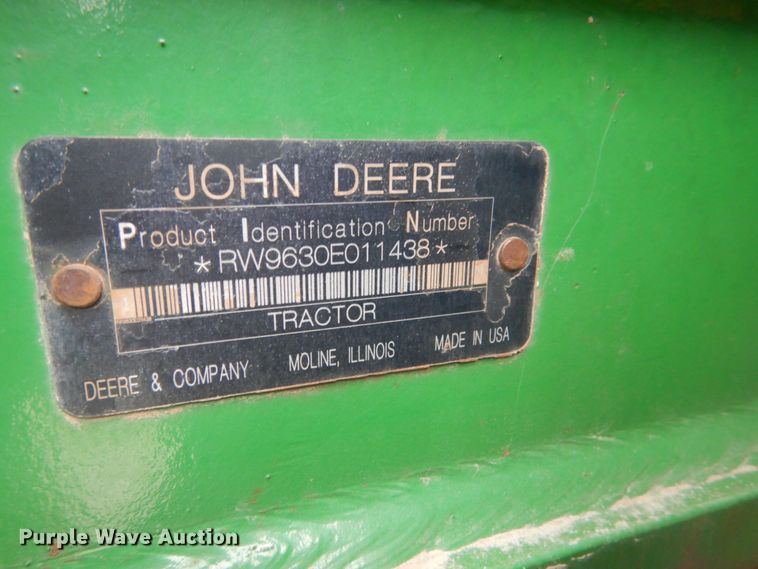 JOHN DEERE
Product Identification Number
*RW9630E011438*
TRACTOR
DEERE & COMPANY MOLINE, ILLINOIS MADE IN USA
Purple Wave Auction